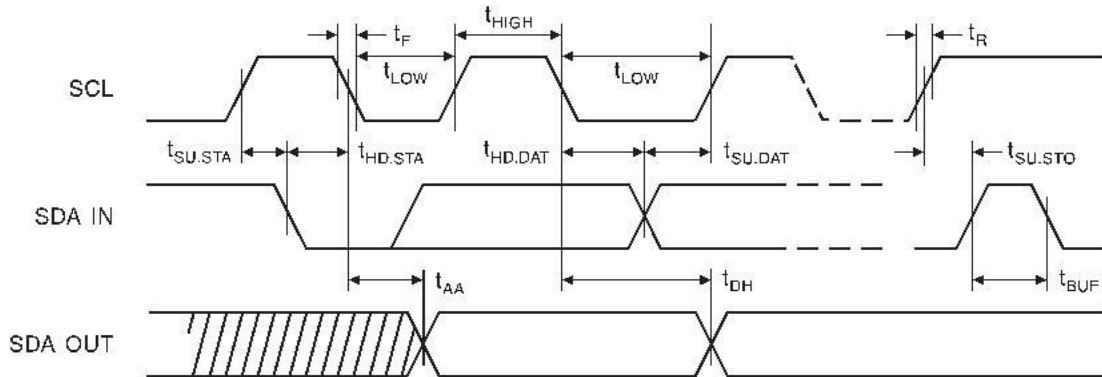 tHIGH
tF
tR
tLOW
tLOW
SCL
tSU.STA
tHD.STA
tHD.DAT
tSU.DAT
tSU.STO
SDA IN
tAA
tDH
tBUF
SDA OUT